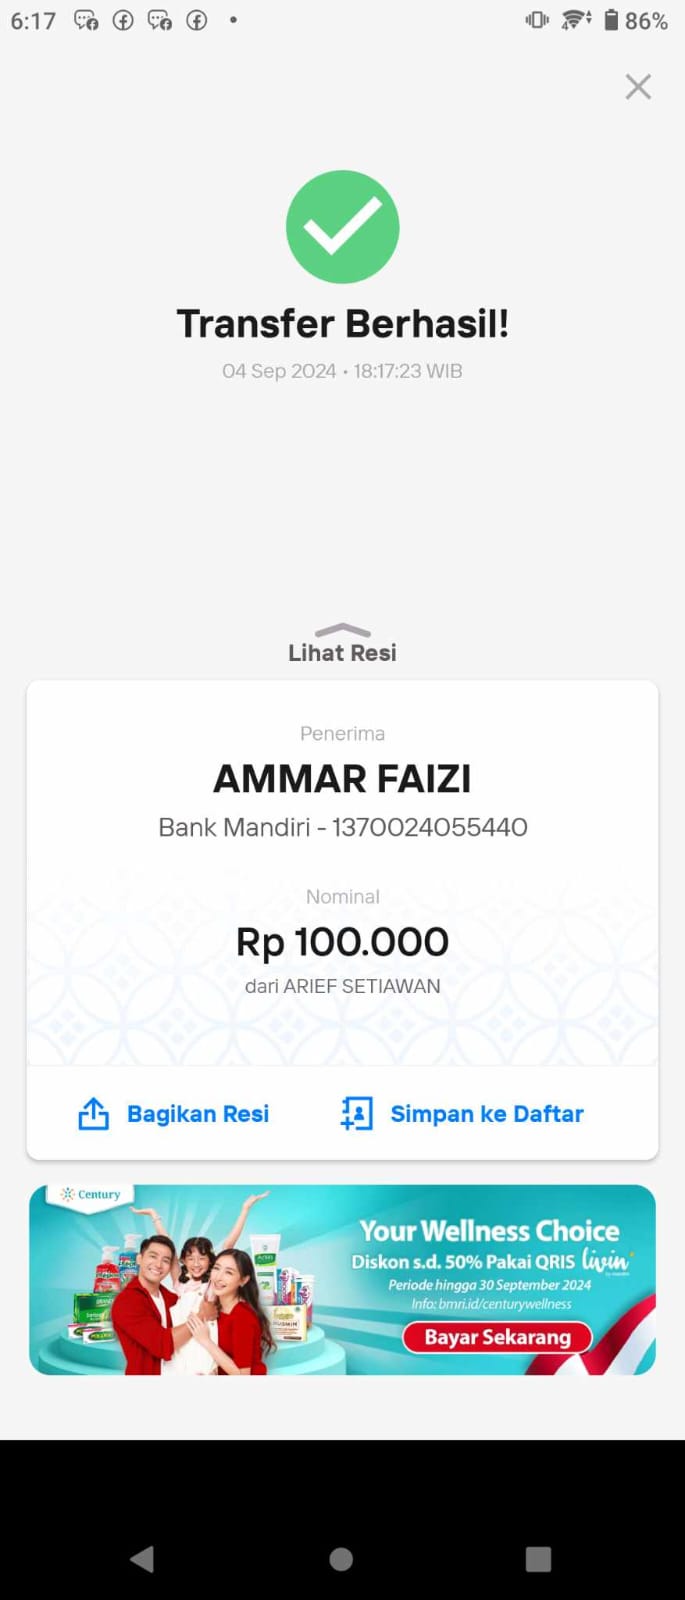 6:17
86%
Transfer Berhasil!
04 Sep 2024 • 18:17:23 WIB
Lihat Resi
Penerima
AMMAR FAIZI
Bank Mandiri - 1370024055440
Nominal
Rp 100.000
dari ARIEF SETIAWAN
Bagikan Resi
Simpan ke Daftar
Century
Your Wellness Choice
Diskon s.d. 50% Pakai QRIS livin'
Periode hingga 30 September 2024
Info: bmri.id/centurywellness
Bayar Sekarang